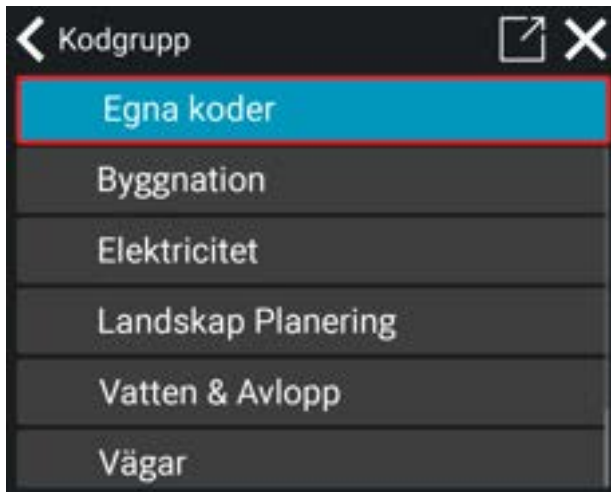 Kodgrupp
Egna koder
Byggnation
Elektricitet
Landskap Planering
Vatten & Avlopp
Vägar